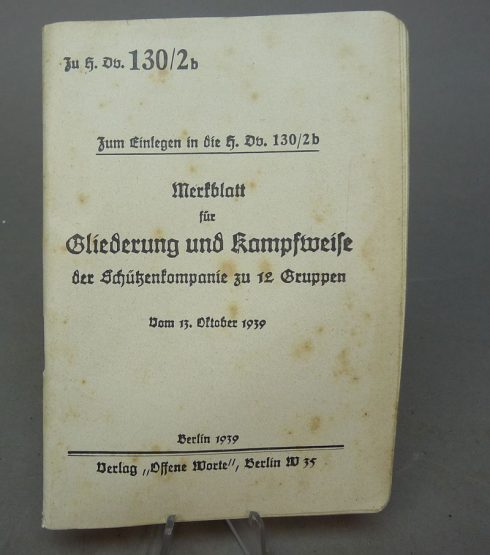 Zu H. Dv. 130/2b
Zum Einlegen in die H. Dv. 130/2b
Merkblatt
für
Gliederung und Kampfweise
der Schützenkompanie zu 12 Gruppen
Vom 13. Oktober 1939
Berlin 1939
Verlag „Offene Worte“, Berlin W 35